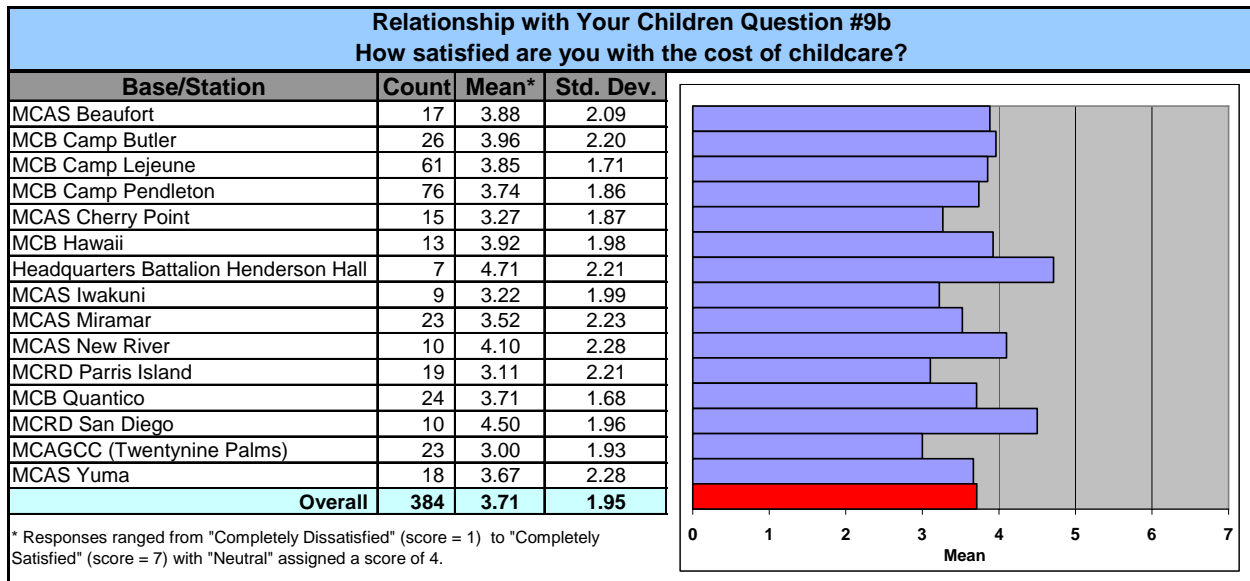 Relationship with Your Children Question #9b
How satisfied are you with the cost of childcare?
Base/Station Count Mean* Std. Dev.
MCAS Beaufort 17 3.88 2.09
MCB Camp Butler 26 3.96 2.20
MCB Camp Lejeune 61 3.85 1.71
MCB Camp Pendleton 76 3.74 1.86
MCAS Cherry Point 15 3.27 1.87
MCB Hawaii 13 3.92 1.98
Headquarters Battalion Henderson Hall 7 4.71 2.21
MCAS Iwakuni 9 3.22 1.99
MCAS Miramar 23 3.52 2.23
MCAS New River 10 4.10 2.28
MCRD Parris Island 19 3.11 2.21
MCB Quantico 24 3.71 1.68
MCRD San Diego 10 4.50 1.96
MCAGCC (Twentynine Palms) 23 3.00 1.93
MCAS Yuma 18 3.67 2.28
Overall 384 3.71 1.95
* Responses ranged from "Completely Dissatisfied" (score = 1) to "Completely
Satisfied" (score = 7) with "Neutral" assigned a score of 4.
0 1 2 3 4 5 6 7
Mean